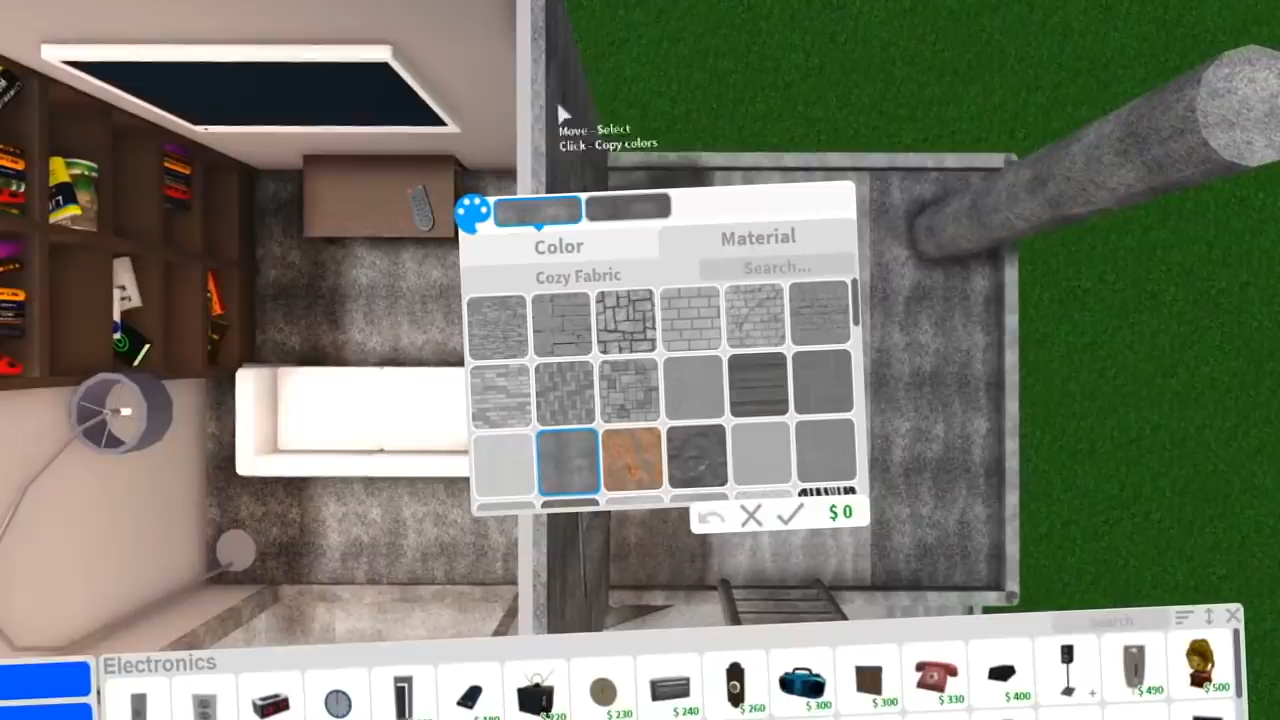 Move - Select
Click - Copy colors
Color
Material
Cozy Fabric
Search...
$ 0
Search
Electronics
$ 230
$ 240
$ 260
$ 300
$ 300
$ 330
$ 400
$ 490
$ 500